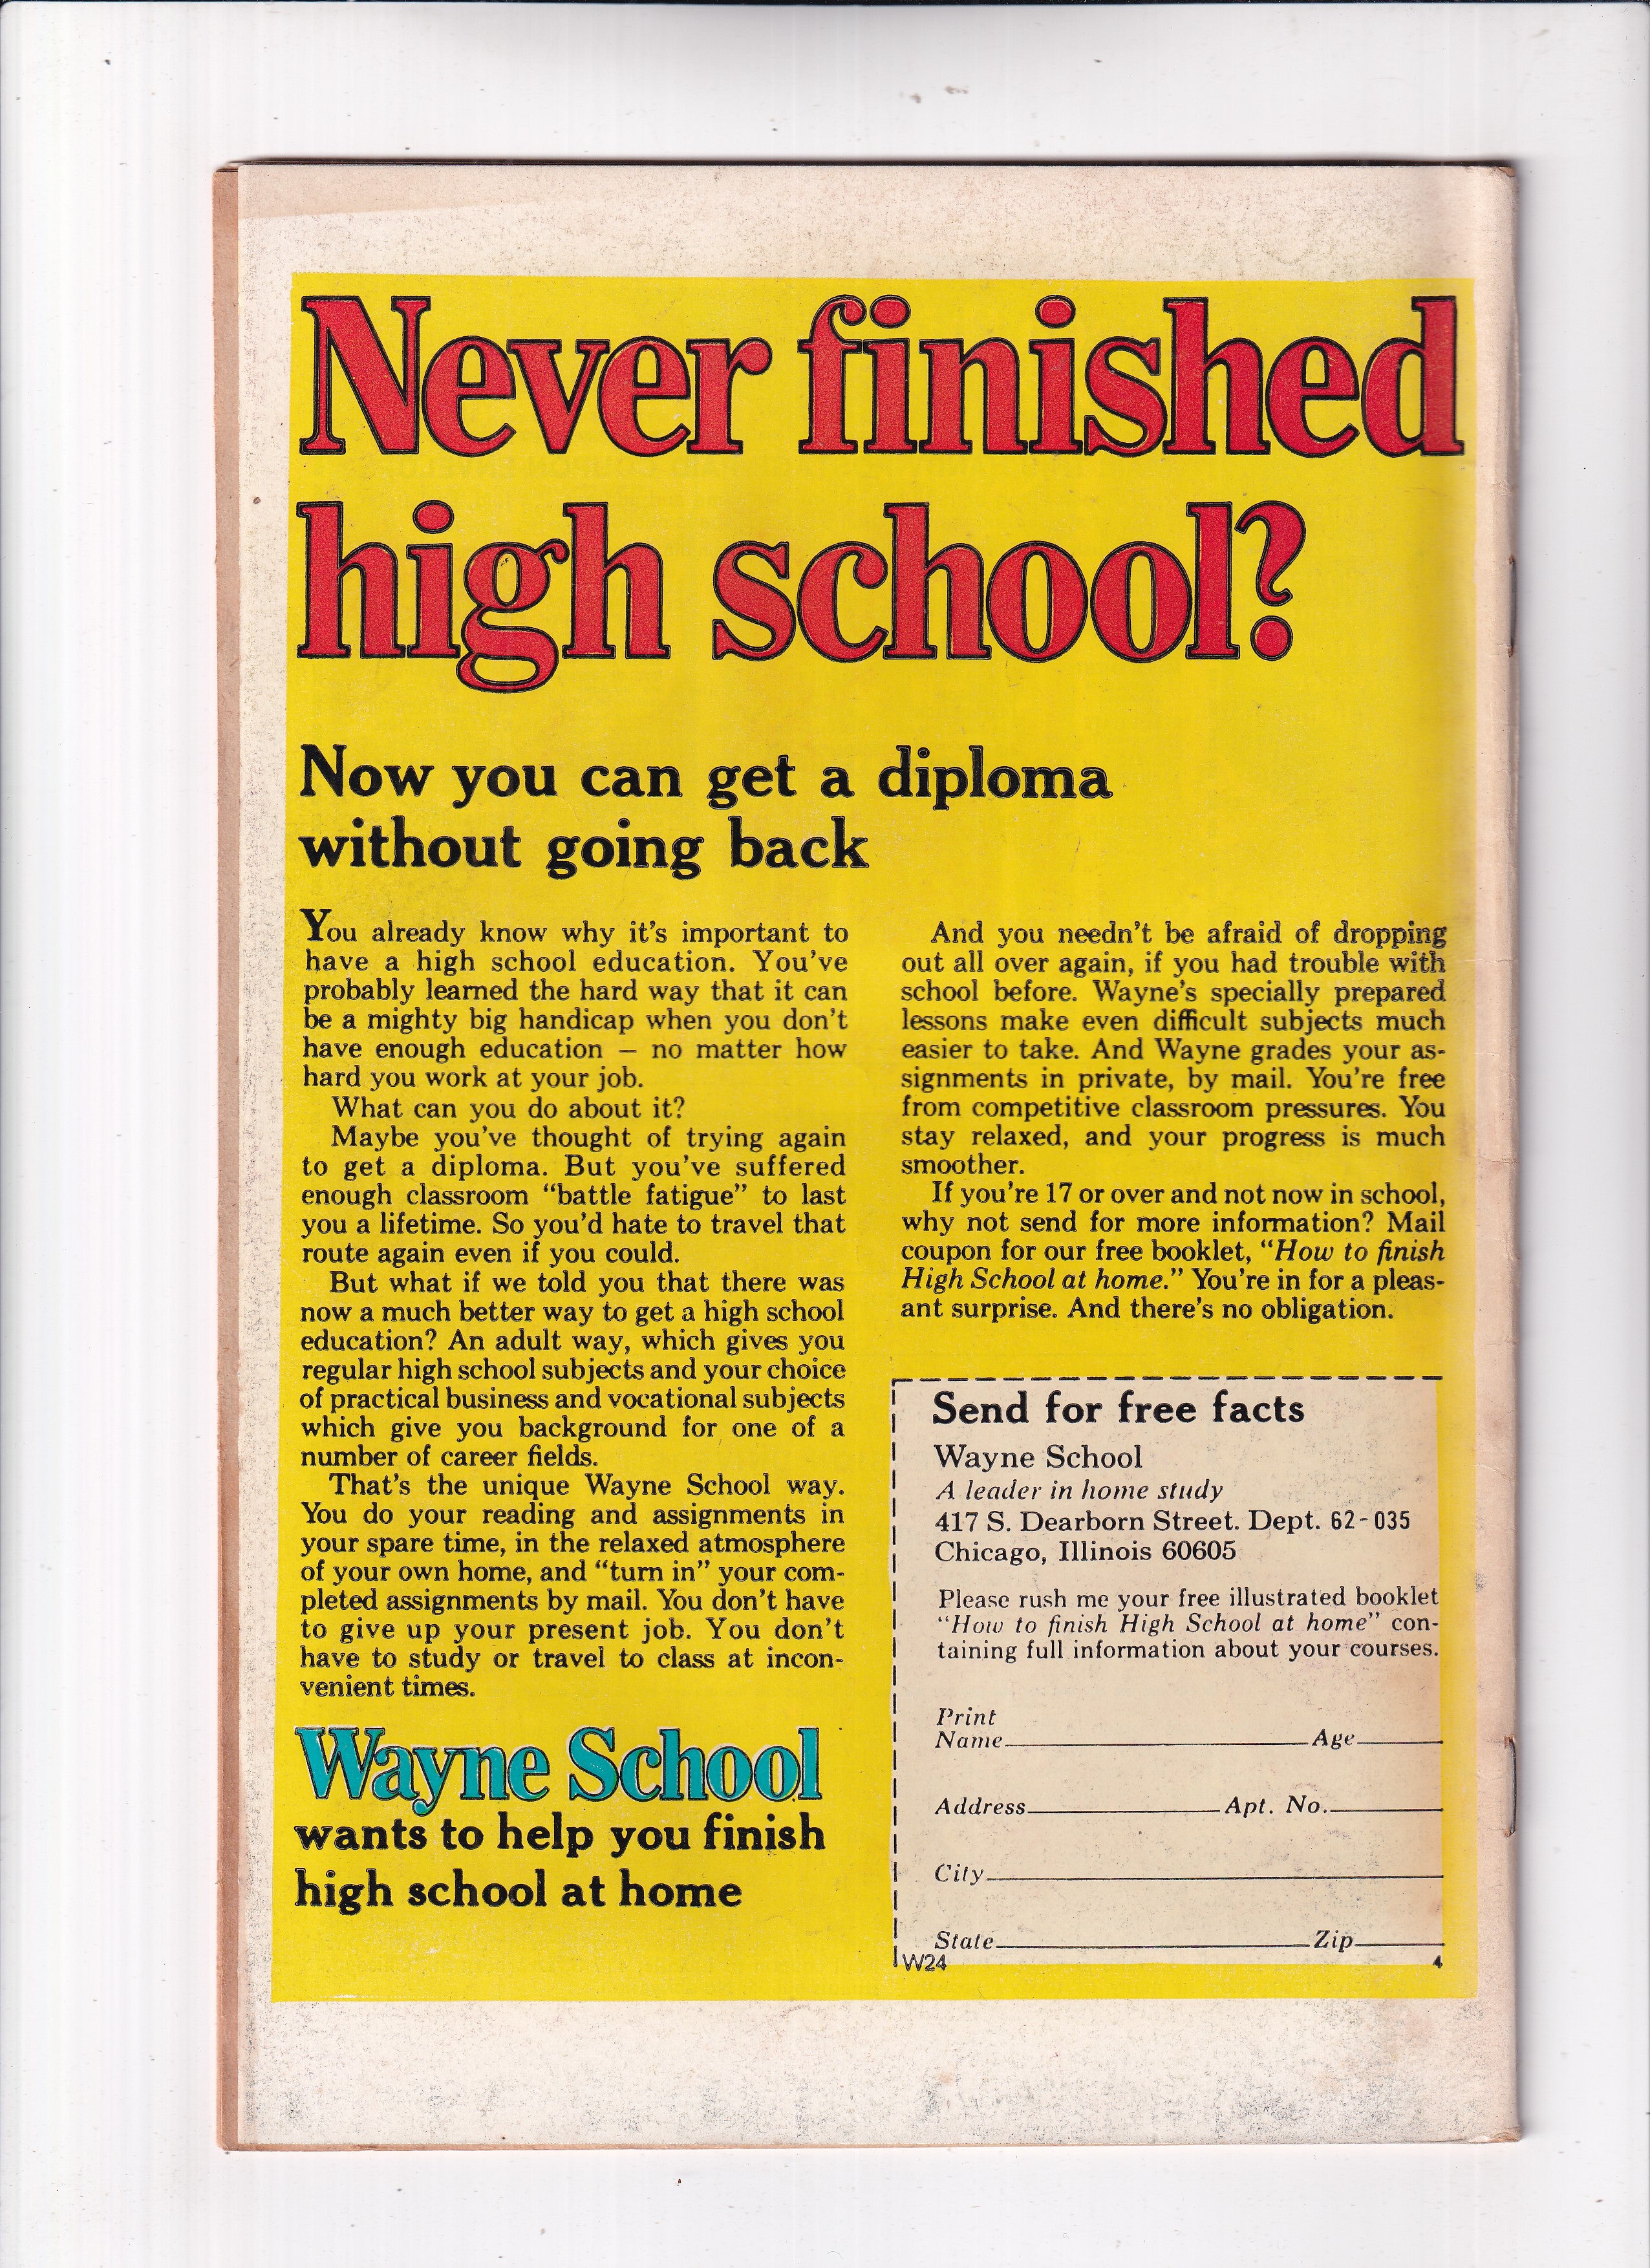 Never finished
high school?
Now you can get a diploma
without going back
You already know why it's important to
have a high school education. You've
probably learned the hard way that it can
be a mighty big handicap when you don't
have enough education – no matter how
hard you work at your job.
What can you do about it?
Maybe you've thought of trying again
to get a diploma. But you've suffered
enough classroom “battle fatigue” to last
you a lifetime. So you'd hate to travel that
route again even if you could.
But what if we told you that there was
now a much better way to get a high school
education? An adult way, which gives you
regular high school subjects and your choice
of practical business and vocational subjects
which give you background for one of a
number of career fields.
That's the unique Wayne School way.
You do your reading and assignments in
your spare time, in the relaxed atmosphere
of your own home, and “turn in” your com-
pleted assignments by mail. You don't have
to give up your present job. You don't
have to study or travel to class at incon-
venient times.
Wayne School
wants to help you finish
high school at home
And you needn't be afraid of dropping
out all over again, if you had trouble with
school before. Wayne's specially prepared
lessons make even difficult subjects much
easier to take. And Wayne grades your as-
signments in private, by mail. You're free
from competitive classroom pressures. You
stay relaxed, and your progress is much
smoother.
If you're 17 or over and not now in school,
why not send for more information? Mail
coupon for our free booklet, “How to finish
High School at home.” You're in for a pleas-
ant surprise. And there's no obligation.
Send for free facts
Wayne School
A leader in home study
417 S. Dearborn Street. Dept. 62-035
Chicago, Illinois 60605
Please rush me your free illustrated booklet
“How to finish High School at home” con-
taining full information about your courses.
Print
Name Age
Address Apt. No.
City
State Zip
W24 4